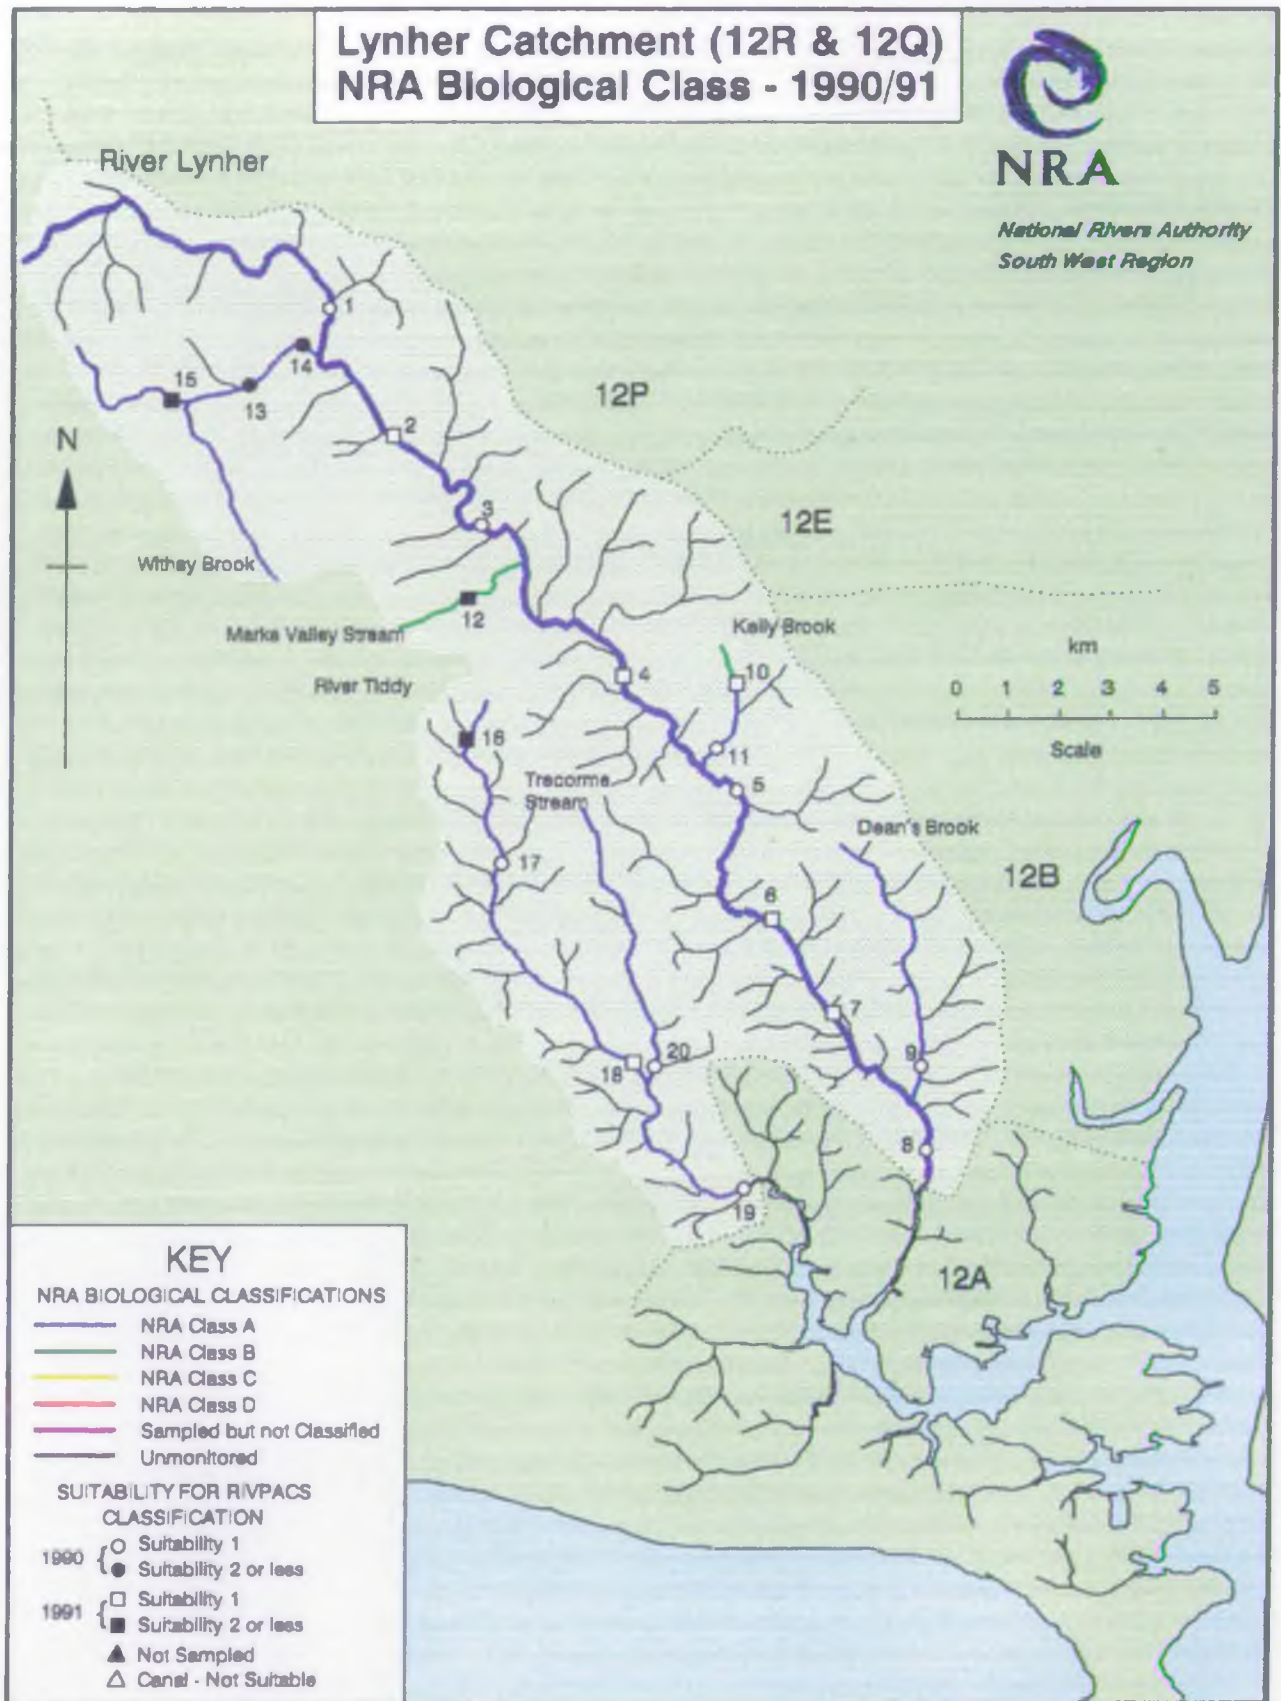 Lynher Catchment (12R & 12Q)
NRA Biological Class - 1990/91
NRA
National Rivers Authority
South West Region
River Lynher
1
14
15
13
12P
2
N
3
12E
Withey Brook
12
Marke Valley Stream
Kelly Brook
km
River Tiddy
4
10
0 1 2 3 4 5
16
11
Scale
Trecorme
Stream
5
Dean's Brook
17
12B
6
7
20
9
18
8
19
12A
KEY
NRA BIOLOGICAL CLASSIFICATIONS
NRA Class A
NRA Class B
NRA Class C
NRA Class D
Sampled but not Classified
Unmonitored
SUITABILITY FOR RIVPACS
CLASSIFICATION
1990 { Suitability 1
Suitability 2 or less
1991 { Suitability 1
Suitability 2 or less
Not Sampled
Canal - Not Suitable